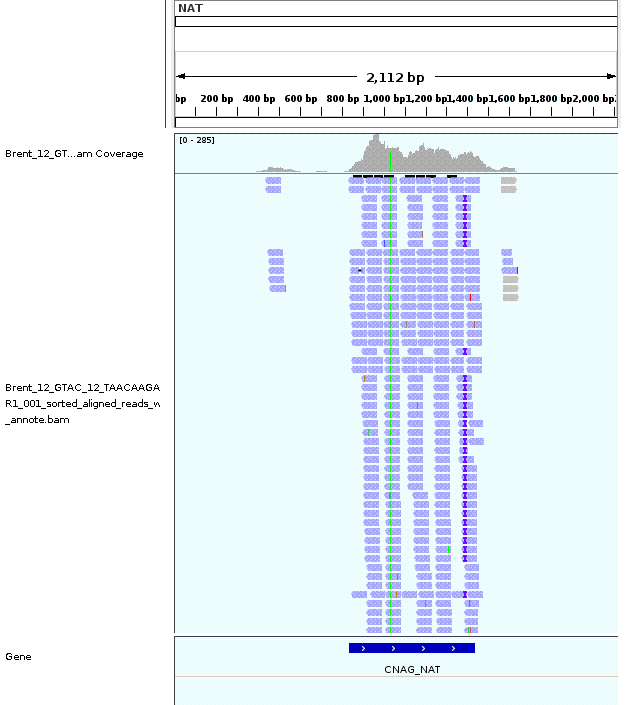 NAT
2,112 bp
bp 200 bp 400 bp 600 bp 800 bp 1,000 bp 1,200 bp 1,400 bp 1,600 bp 1,800 bp 2,000 bp
[0 - 285]
Brent_12_GT...am Coverage
Brent_12_GTAC_12_TAACAAGA
R1_001_sorted_aligned_reads_w
_annote.bam
Gene
CNAG_NAT